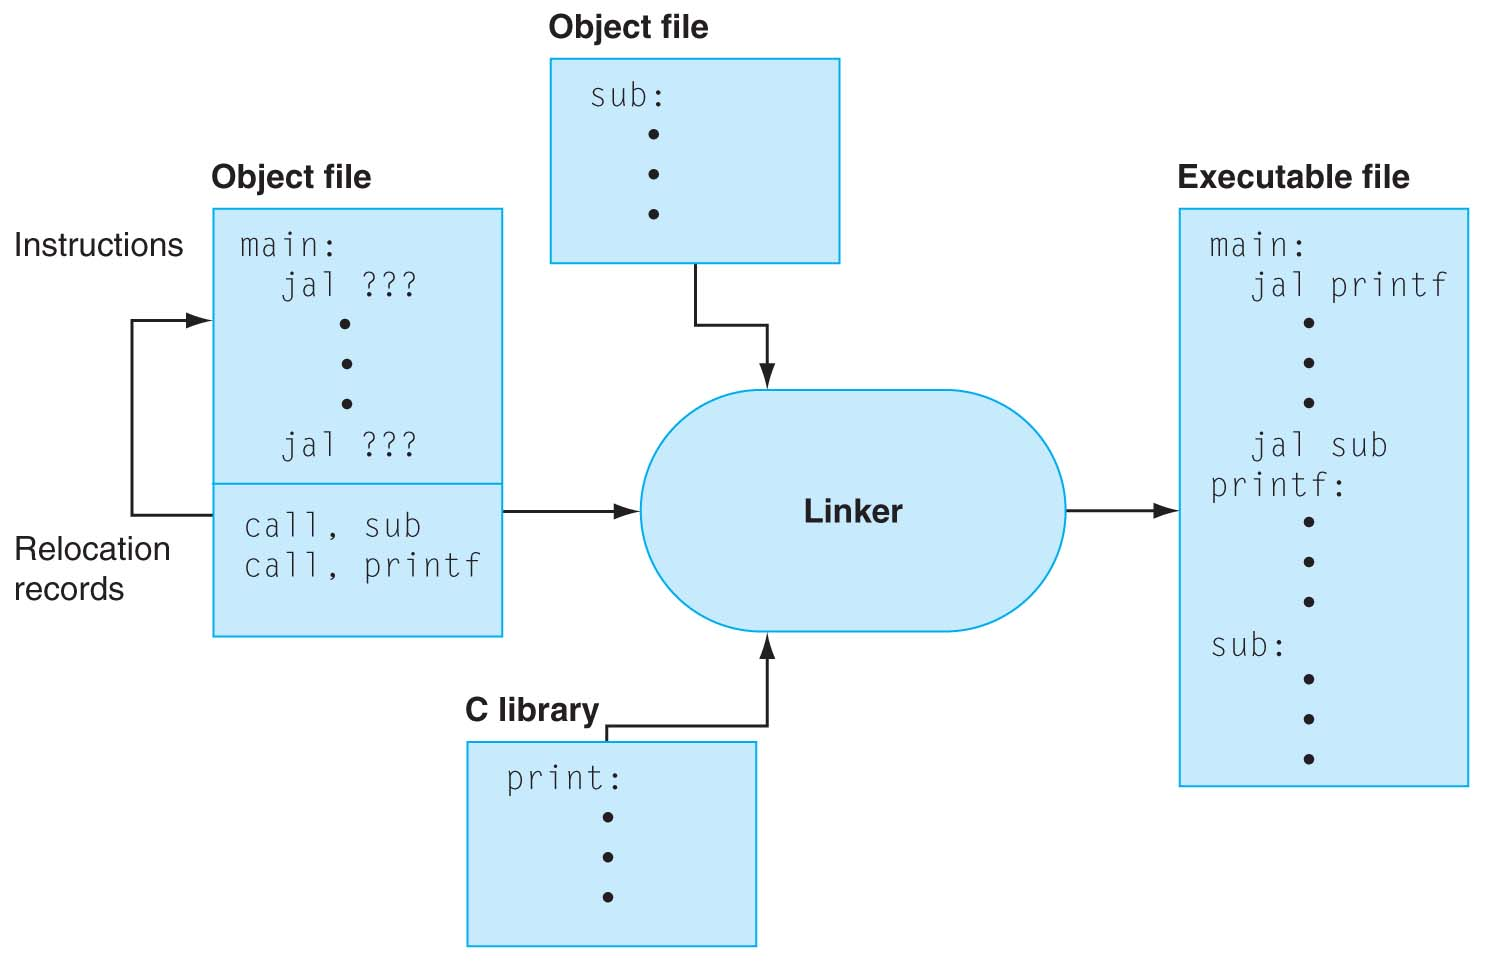 Object file
sub:
Object file
Instructions
main:
jal ???
jal ???
Relocation
records
call, sub
call, printf
Linker
C library
print:
Executable file
main:
jal printf
jal sub
printf:
sub: